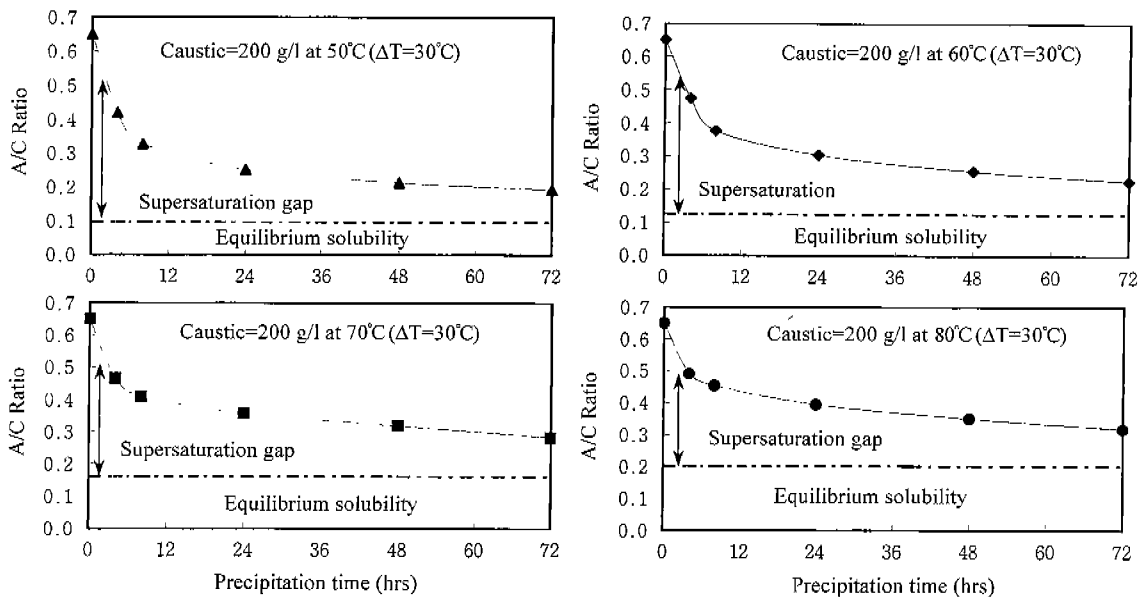 0.7
0.6
0.5
0.4
0.3
0.2
0.1
0.0
A/C Ratio
Caustic=200 g/l at 50℃(ΔT=30℃)
Supersaturation gap
Equilibrium solubility
0 12 24 36 48 60 72
0.7
0.6
0.5
0.4
0.3
0.2
0.1
0.0
A/C Ratio
Caustic=200 g/l at 60℃(ΔT=30℃)
Supersaturation
Equilibrium solubility
0 12 24 36 48 60 72
0.7
0.6
0.5
0.4
0.3
0.2
0.1
0.0
A/C Ratio
Caustic=200 g/l at 70℃(ΔT=30℃)
Supersaturation gap
Equilibrium solubility
0 12 24 36 48 60 72
Precipitation time (hrs)
0.7
0.6
0.5
0.4
0.3
0.2
0.1
0.0
A/C Ratio
Caustic=200 g/l at 80℃(ΔT=30℃)
Supersaturation gap
Equilibrium solubility
0 12 24 36 48 60 72
Precipitation time (hrs)